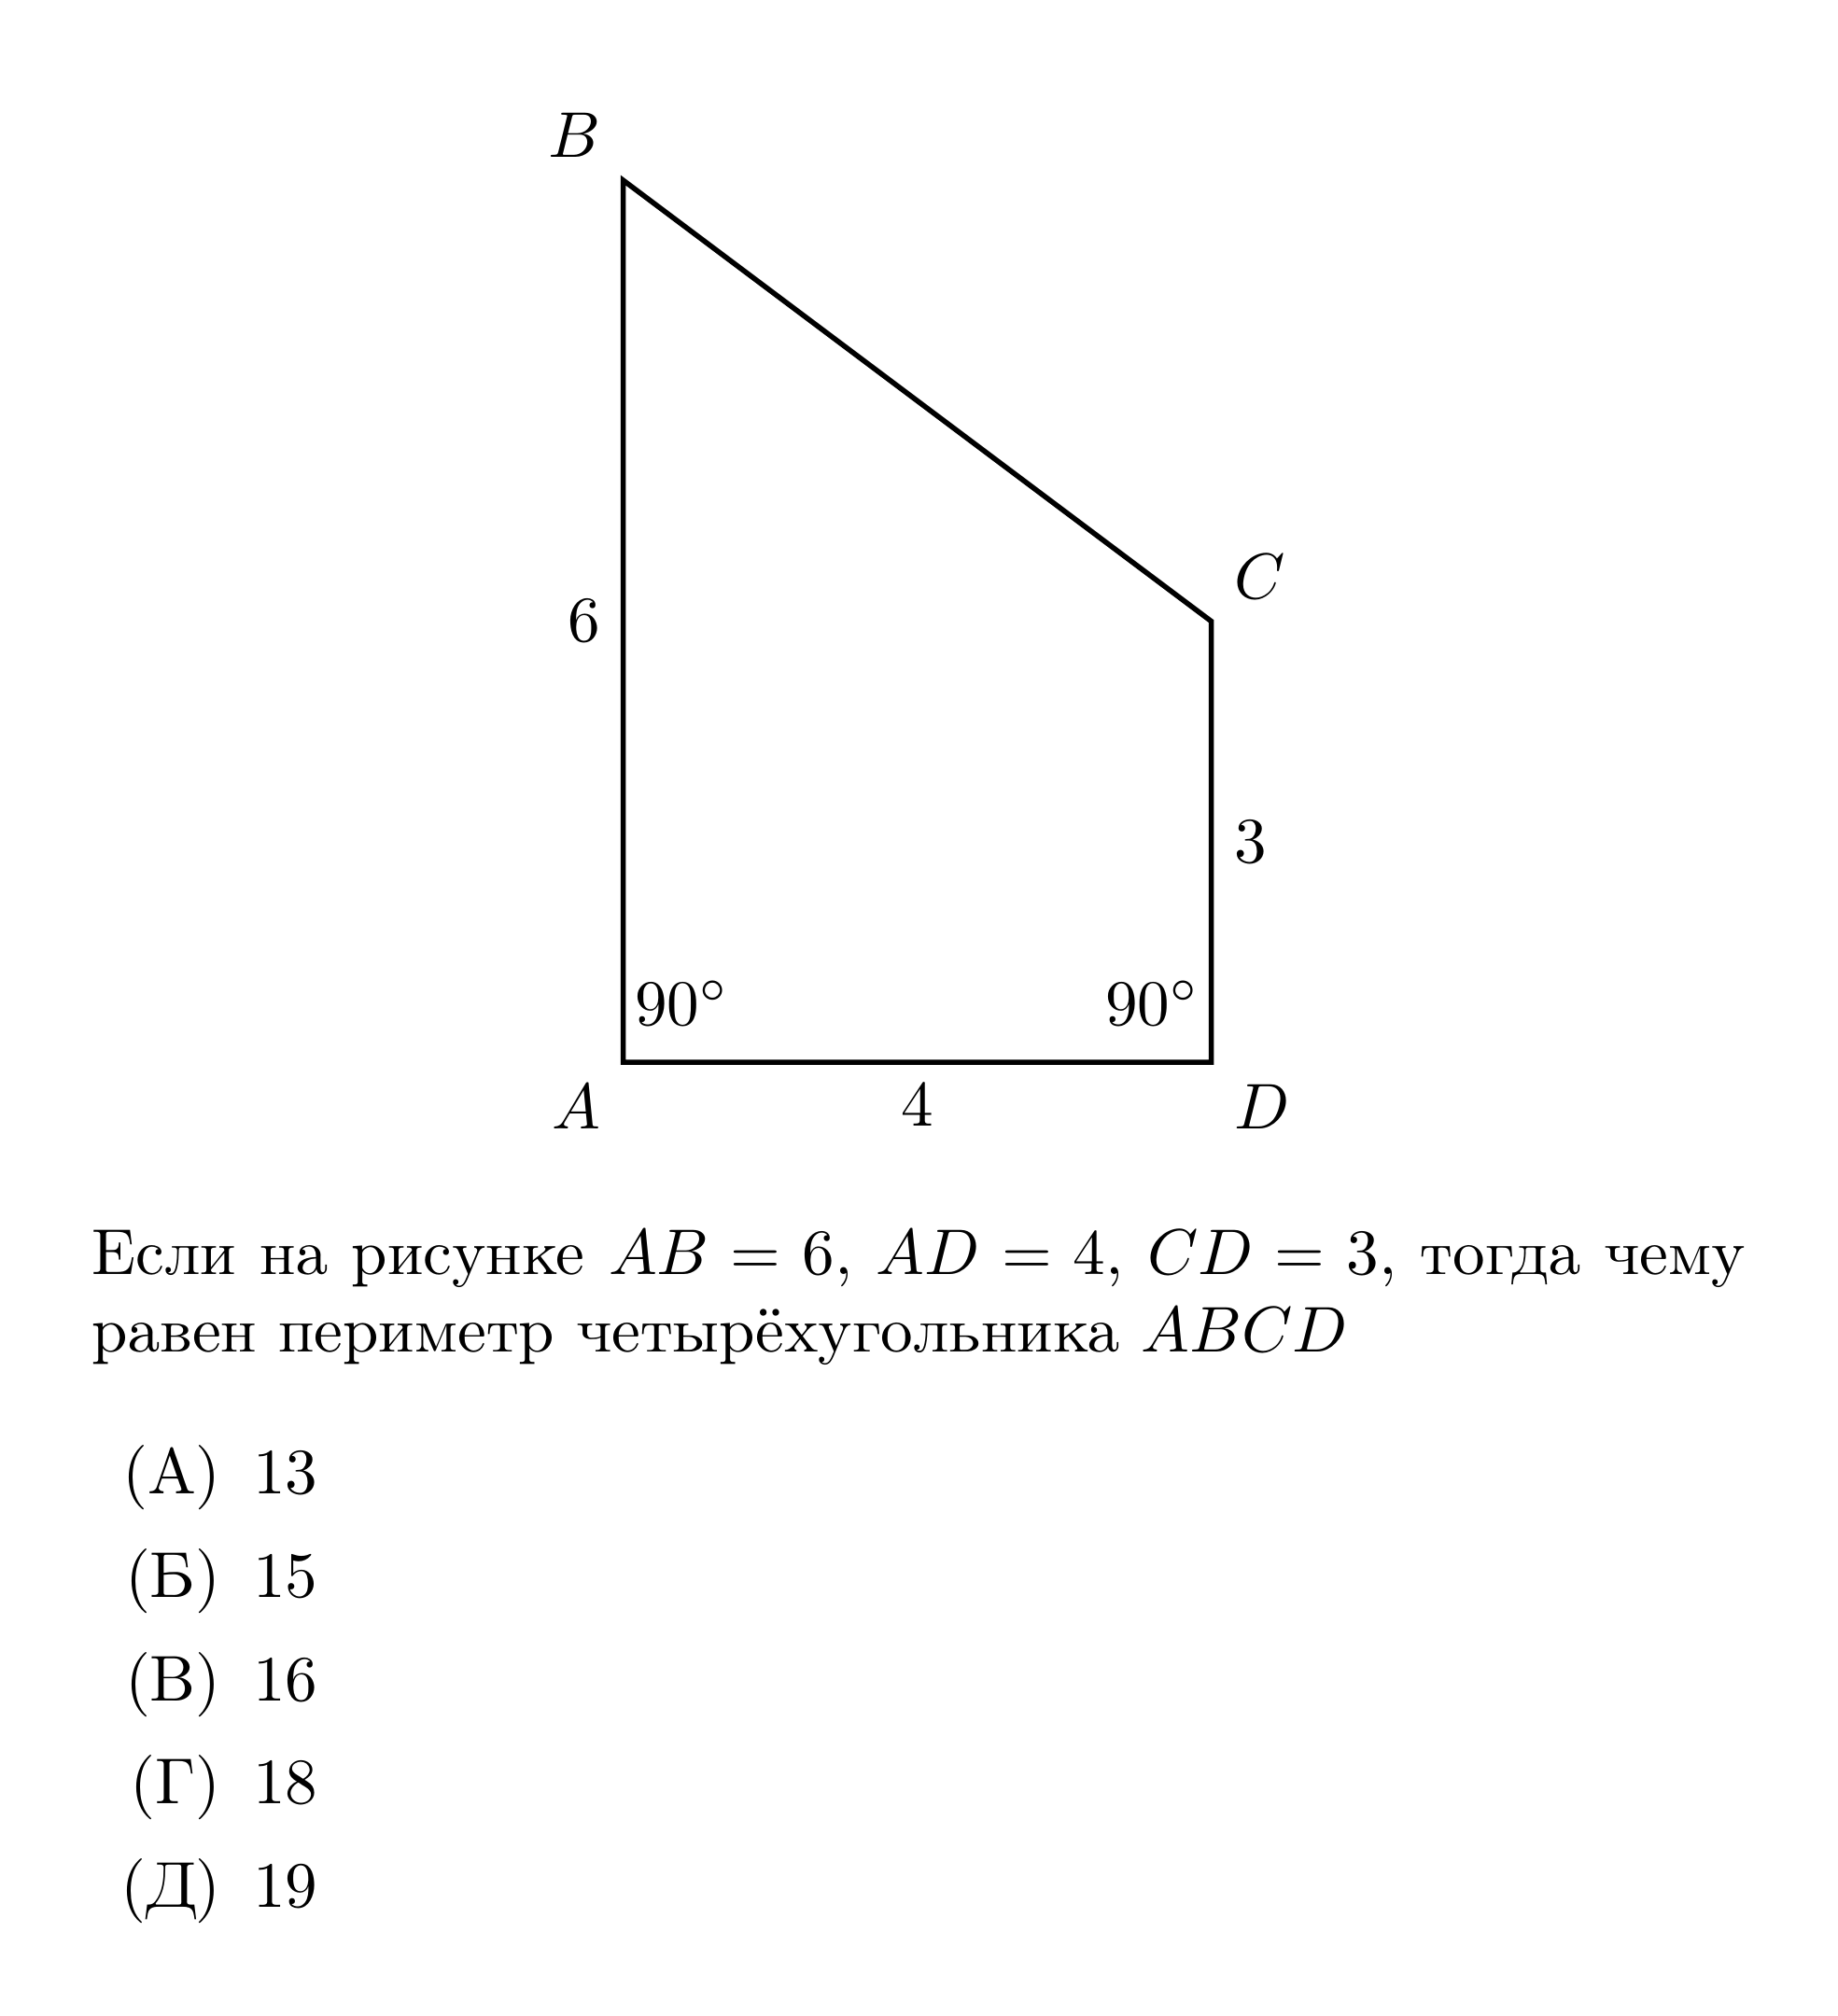 B
C
6
3
90° 90°
A 4 D
Если на рисунке AB = 6, AD = 4, CD = 3, тогда чему
равен периметр четырёхугольника ABCD
(А) 13
(Б) 15
(В) 16
(Г) 18
(Д) 19